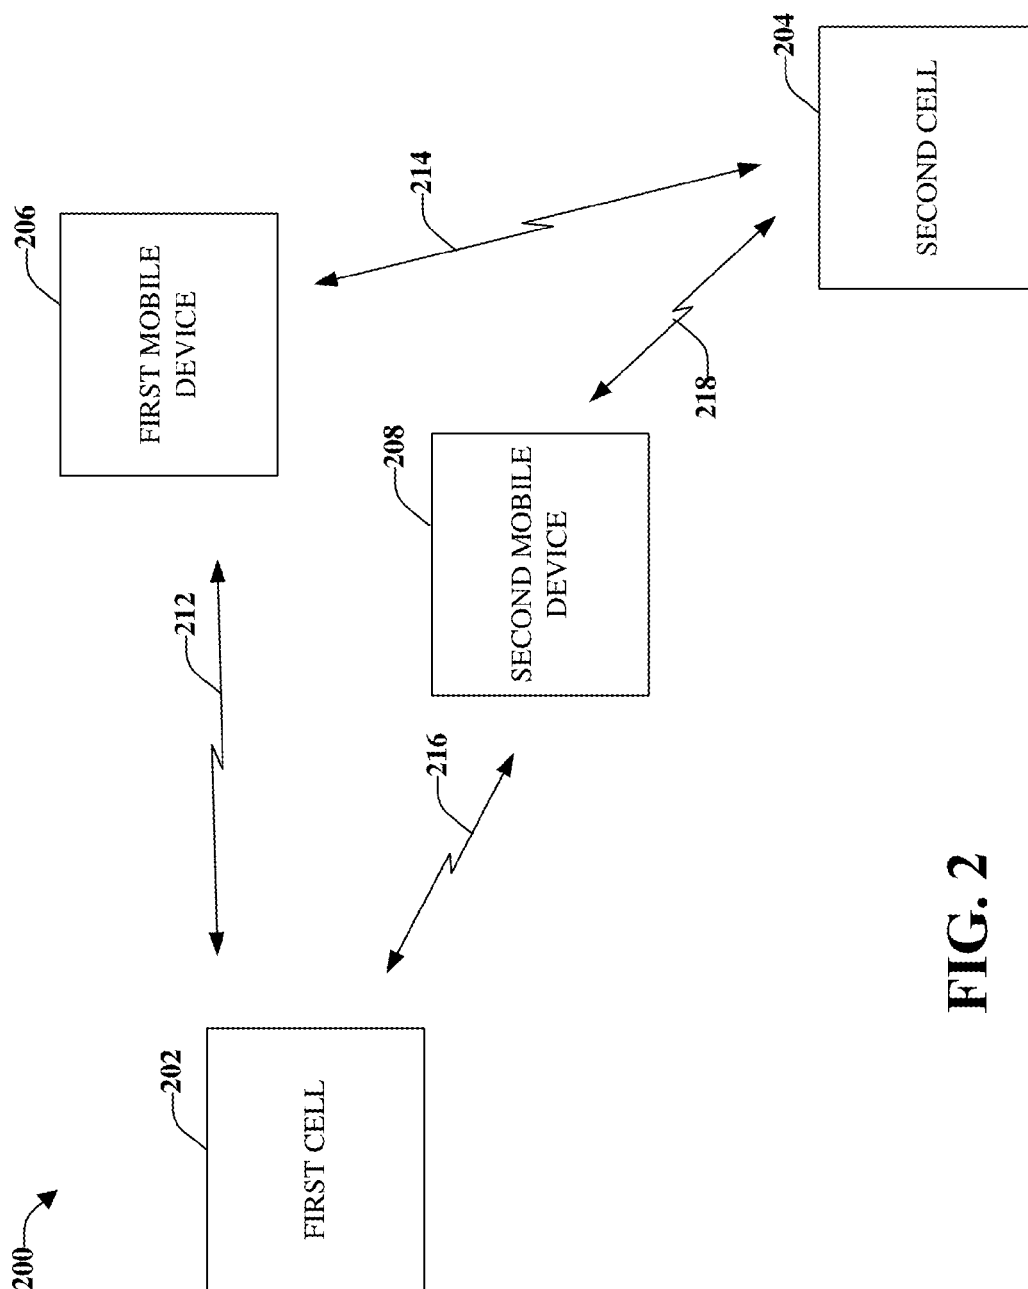 200
202
FIRST CELL
212
206
FIRST MOBILE
DEVICE
216
208
SECOND MOBILE
DEVICE
214
218
204
SECOND CELL
FIG. 2